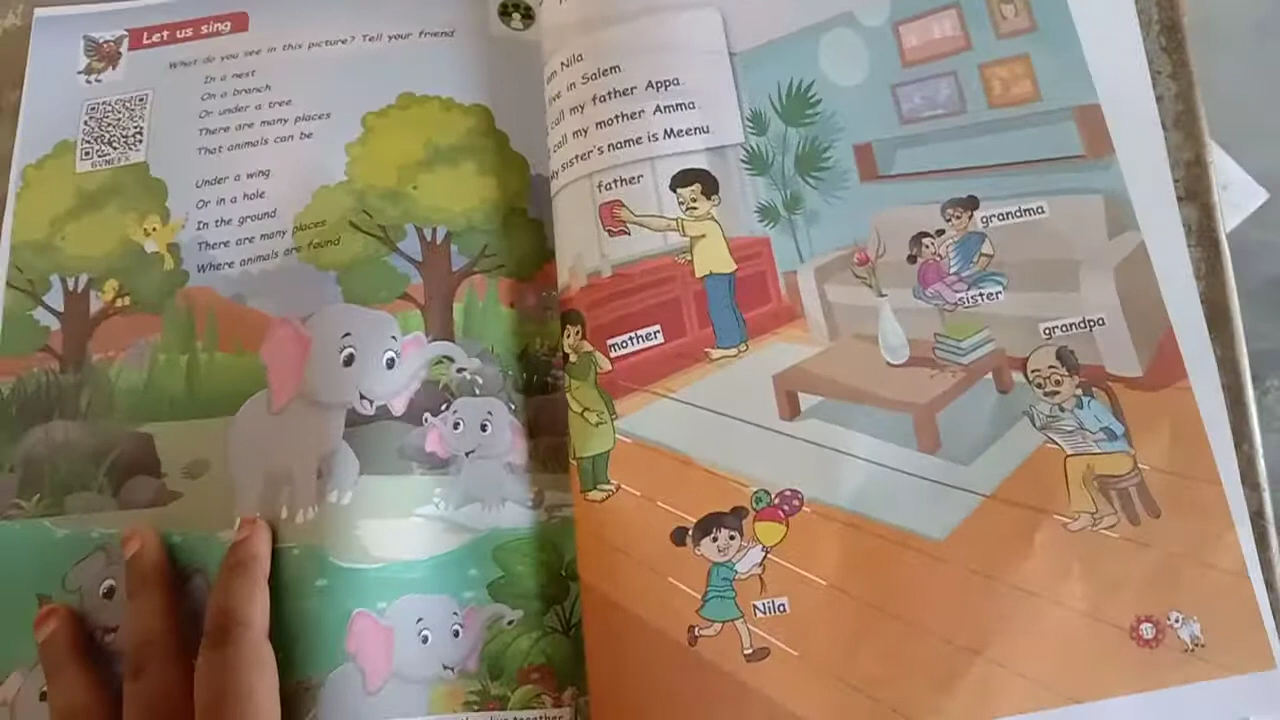 Let us sing
What do you see in this picture? Tell your friend
In a nest
On a branch
Or under a tree
There are many places
That animals can be
Under a wing
Or in a hole
In the ground
There are many places
Where animals are found
6VNEFX
together
am Nila.
live in Salem.
call my father Appa.
call my mother Amma.
My sister's name is Meenu.
father
grandma
sister
mother
grandpa
Nila